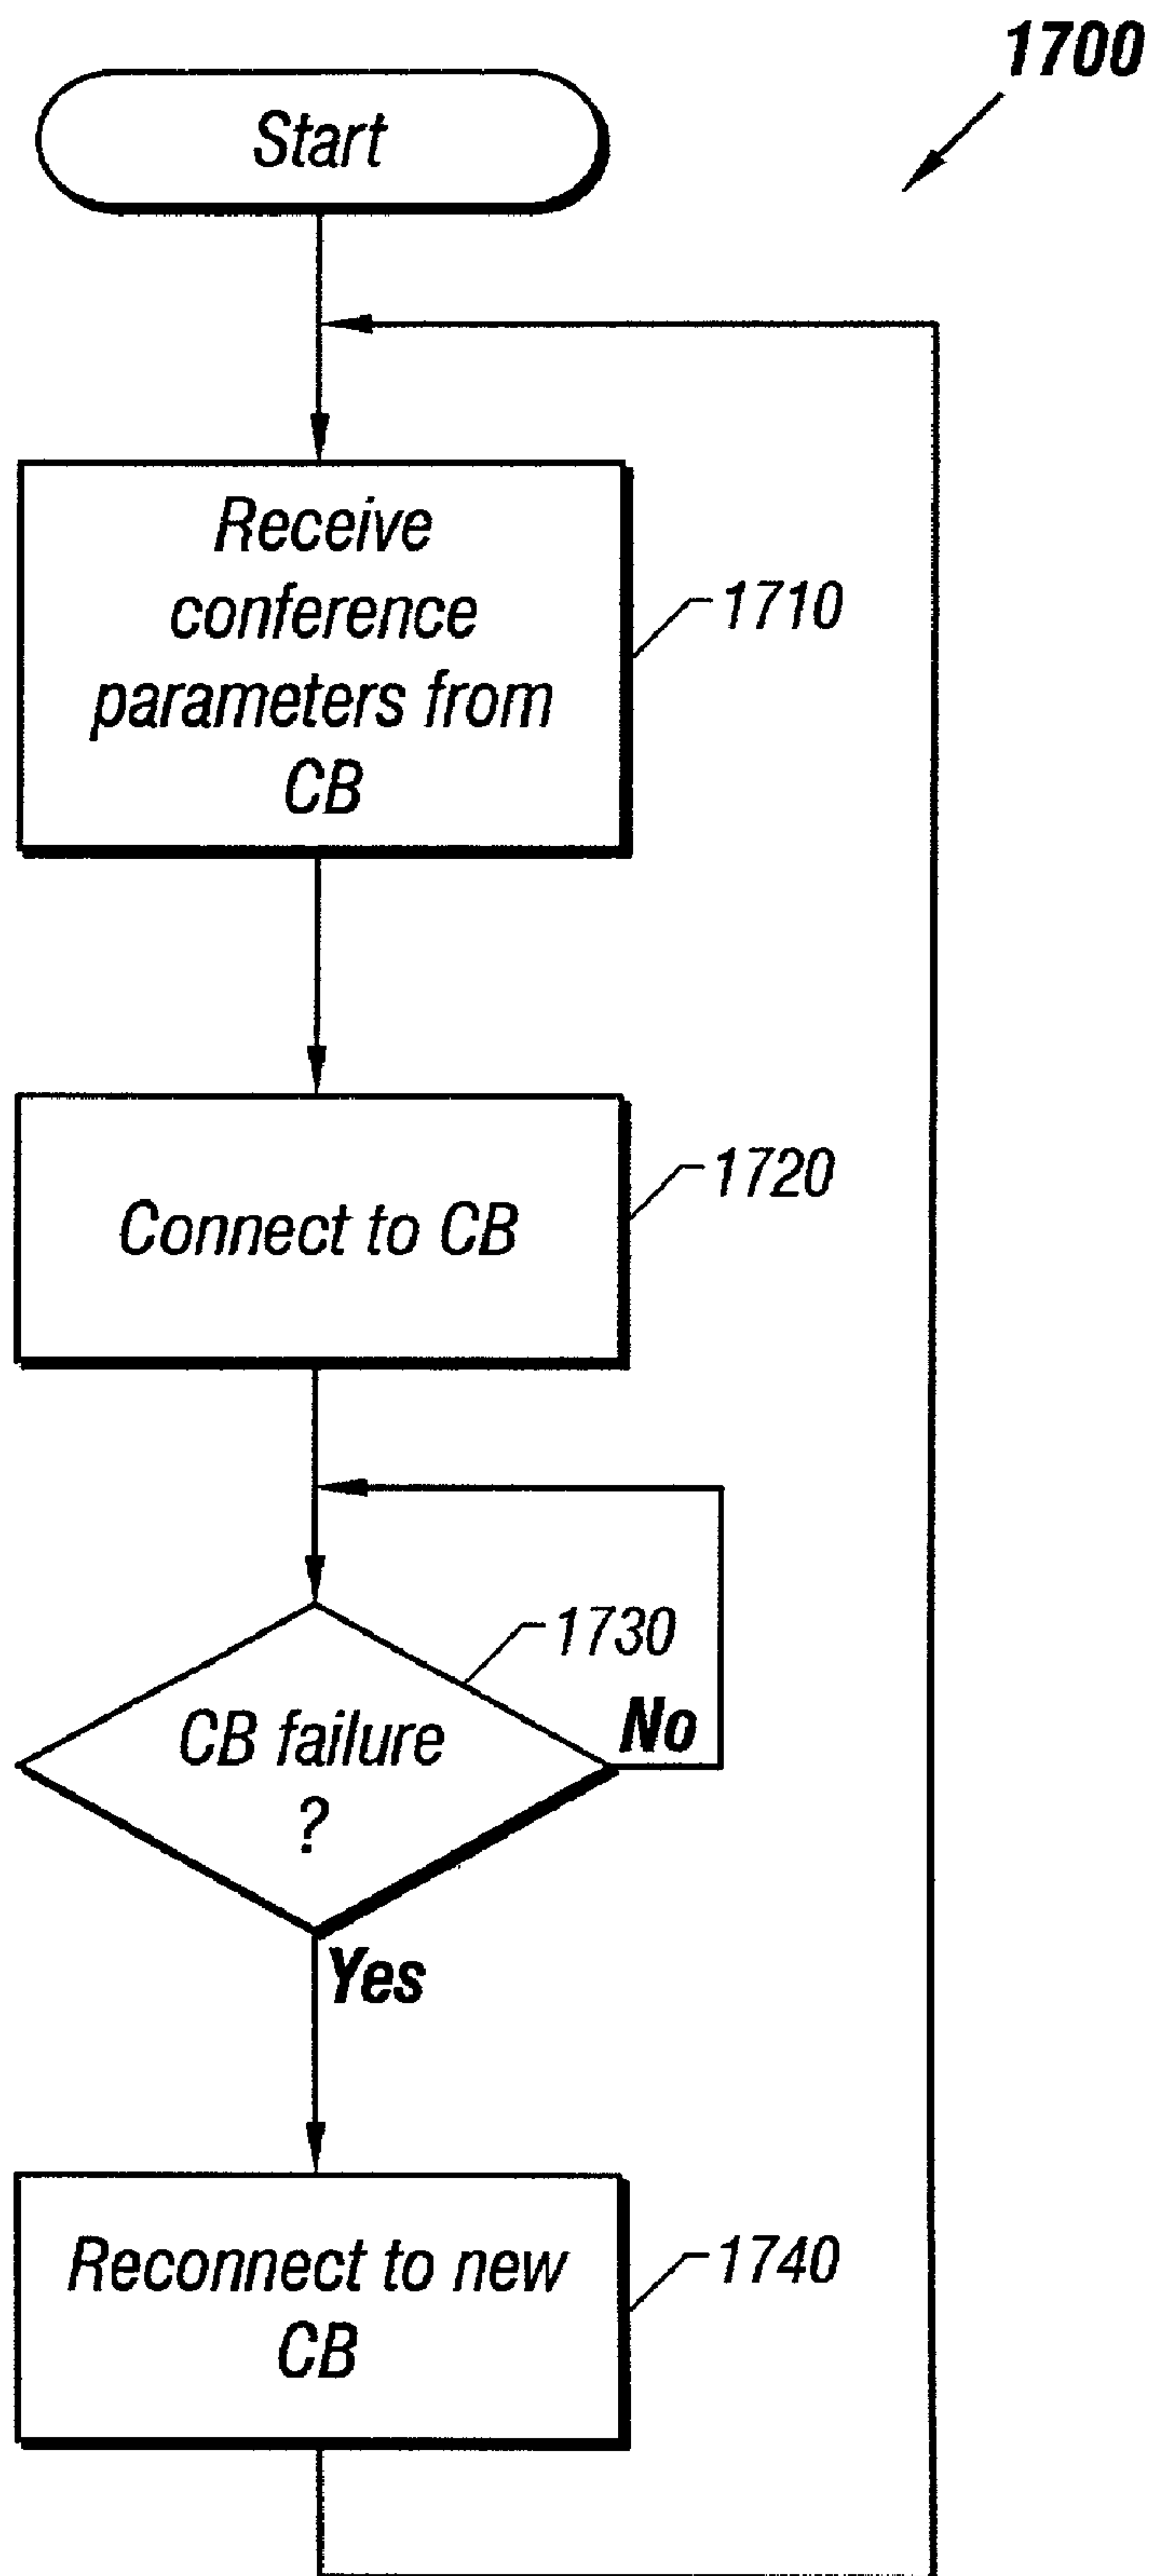 1700
Start
Receive
conference
parameters from
CB
1710
Connect to CB
1720
1730
CB failure
?
No
Yes
Reconnect to new
CB
1740